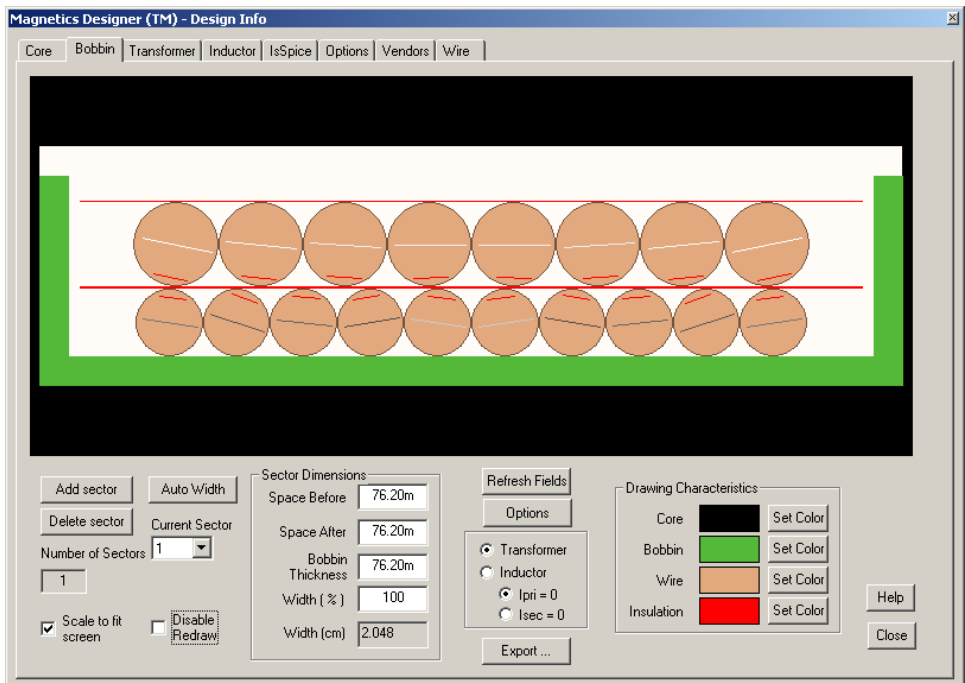 Magnetics Designer (TM) - Design Info
Core Bobbin Transformer Inductor IsSpice Options Vendors Wire
Add sector Auto Width
Delete sector Current Sector
Number of Sectors 1
1
Scale to fit screen
Disable Redraw
Sector Dimensions
Space Before 76.20m
Space After 76.20m
Bobbin Thickness 76.20m
Width ( % ) 100
Width (cm) 2.048
Refresh Fields
Options
Transformer
Inductor
Ipri = 0
Isec = 0
Export ...
Drawing Characteristics
Core Set Color
Bobbin Set Color
Wire Set Color
Insulation Set Color
Help
Close